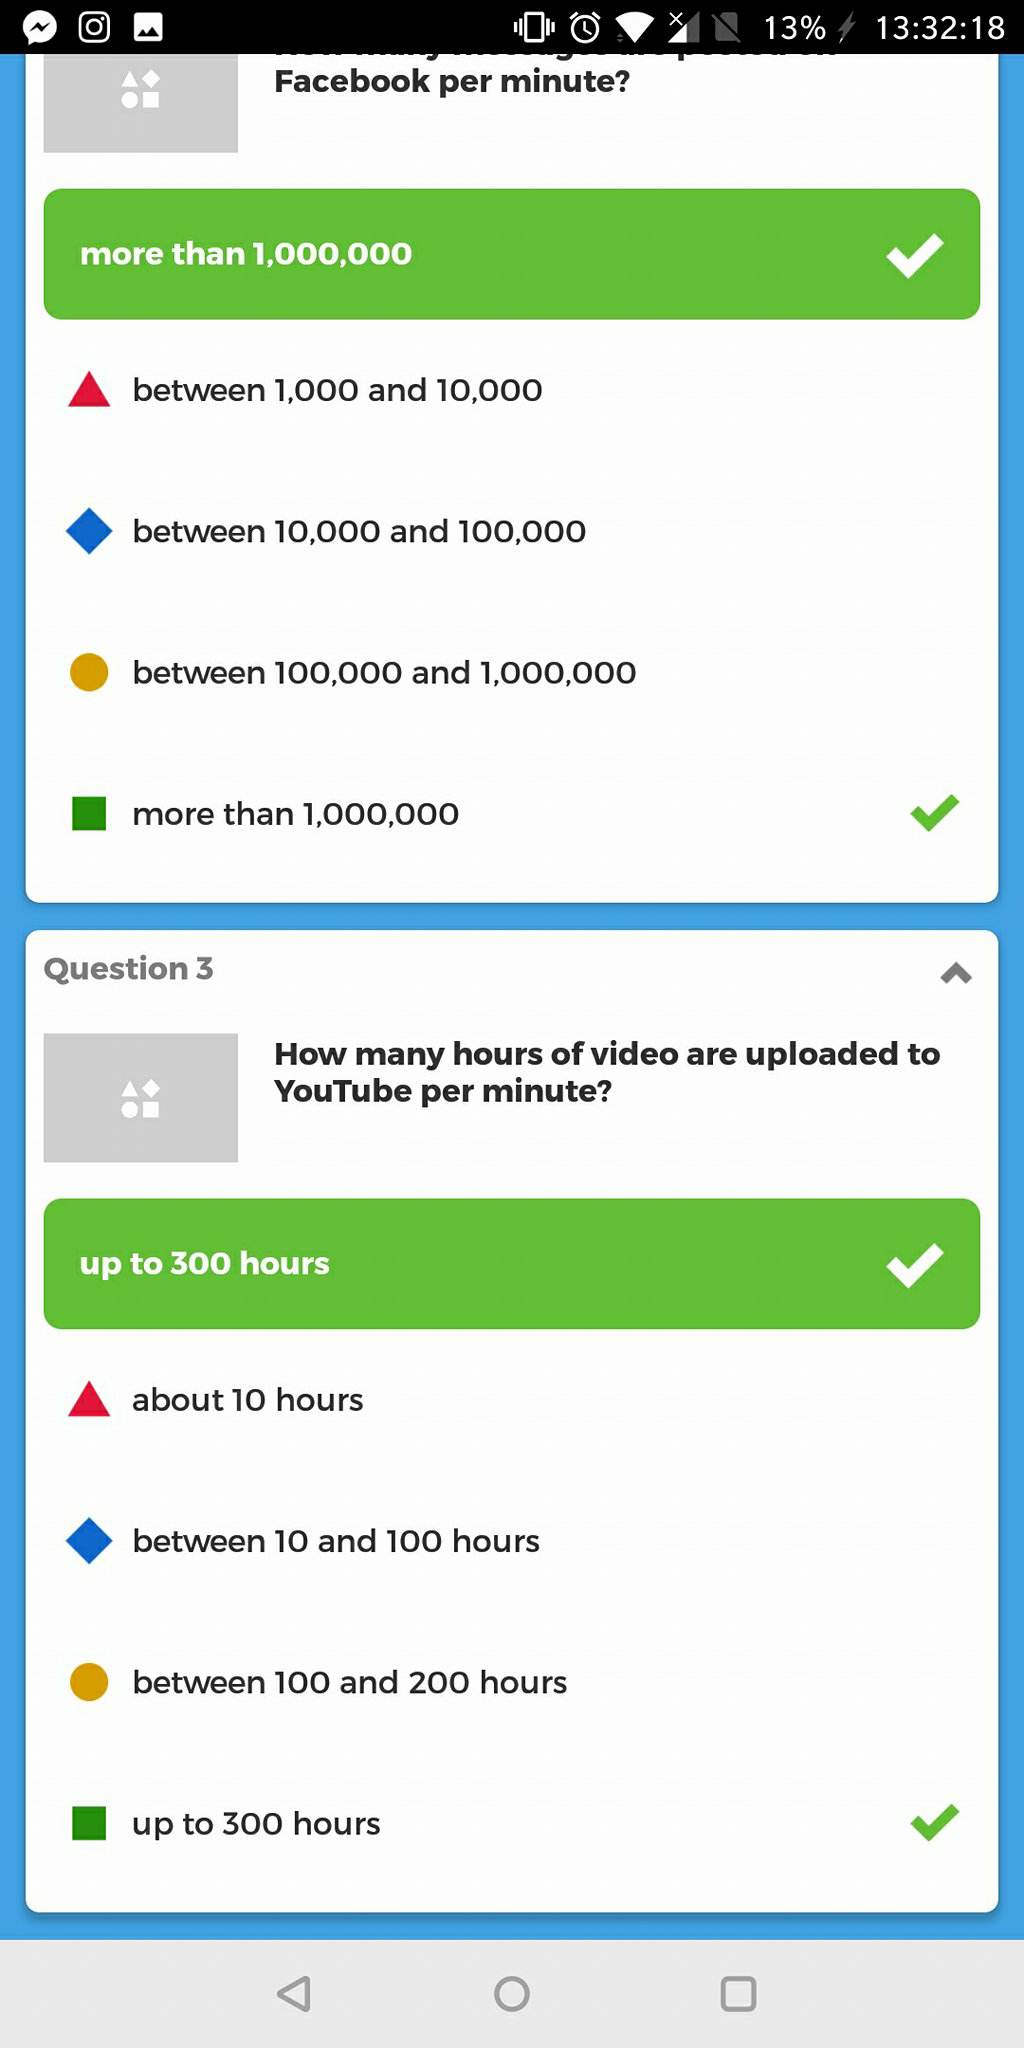 13% 13:32:18
Facebook per minute?
more than 1,000,000
between 1,000 and 10,000
between 10,000 and 100,000
between 100,000 and 1,000,000
more than 1,000,000
Question 3
How many hours of video are uploaded to
YouTube per minute?
up to 300 hours
about 10 hours
between 10 and 100 hours
between 100 and 200 hours
up to 300 hours